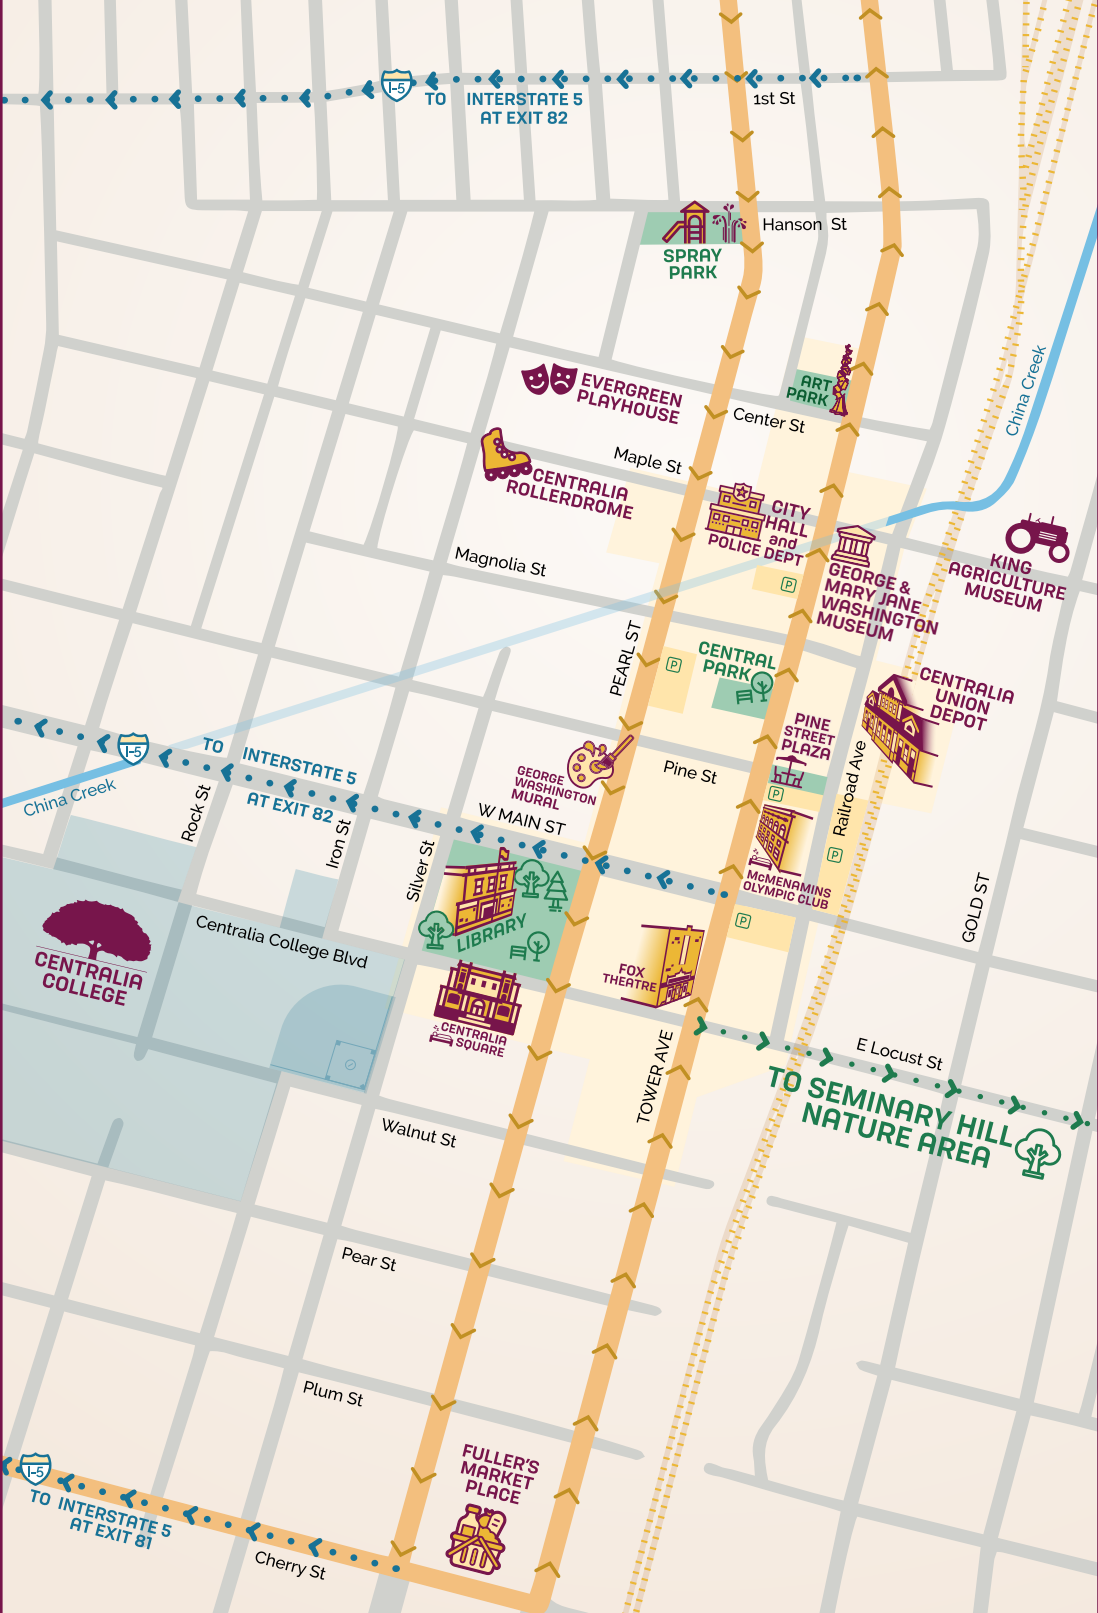 I-5
TO INTERSTATE 5
AT EXIT 82
1st St
Hanson St
SPRAY
PARK
China Creek
ART
PARK
EVERGREEN
PLAYHOUSE
Center St
Maple St
CENTRALIA
ROLLERDROME
CITY
HALL
and
POLICE DEPT
KING
AGRICULTURE
MUSEUM
Magnolia St
P
GEORGE &
MARY JANE
WASHINGTON
MUSEUM
PEARL ST
P
CENTRAL
PARK
CENTRALIA
UNION
DEPOT
PINE
STREET
PLAZA
I-5
TO INTERSTATE 5
AT EXIT 82
GEORGE
WASHINGTON
MURAL
Pine St
P
Railroad Ave
China Creek
Rock St
Iron St
Silver St
W MAIN ST
P
McMENAMINS
OLYMPIC CLUB
P
GOLD ST
LIBRARY
Centralia College Blvd
CENTRALIA
COLLEGE
FOX
THEATRE
CENTRALIA
SQUARE
TOWER AVE
E Locust St
TO SEMINARY HILL
NATURE AREA
Walnut St
Pear St
Plum St
FULLER'S
MARKET
PLACE
I-5
TO INTERSTATE 5
AT EXIT 81
Cherry St